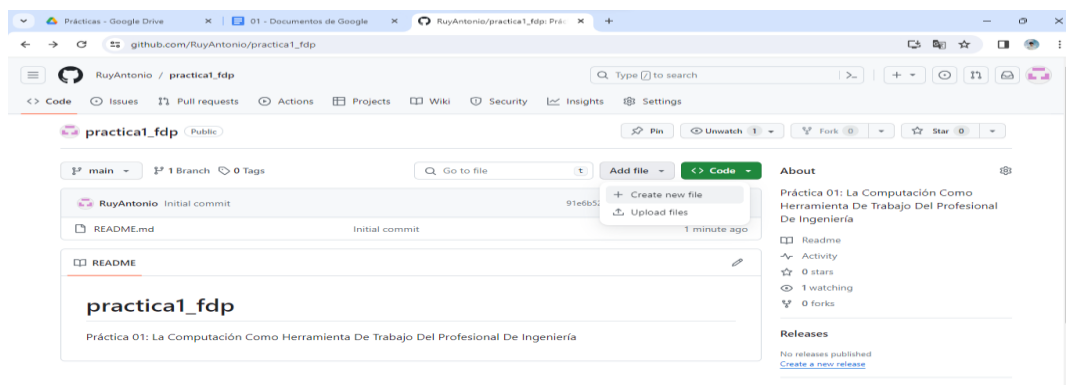 Prácticas - Google Drive
01 - Documentos de Google
RuyAntonio/practica1_fdp: Prác
github.com/RuyAntonio/practica1_fdp
RuyAntonio / practica1_fdp
Type / to search
Code Issues Pull requests Actions Projects Wiki Security Insights Settings
practica1_fdp Public
Pin Unwatch 1 Fork 0 Star 0
main 1 Branch 0 Tags Go to file t Add file Code
Create new file
Upload files
RuyAntonio Initial commit 91e6b52
README.md Initial commit 1 minute ago
README
practica1_fdp
Práctica 01: La Computación Como Herramienta De Trabajo Del Profesional De Ingeniería
About
Práctica 01: La Computación Como
Herramienta De Trabajo Del Profesional
De Ingeniería
Readme
Activity
0 stars
1 watching
0 forks
Releases
No releases published
Create a new release